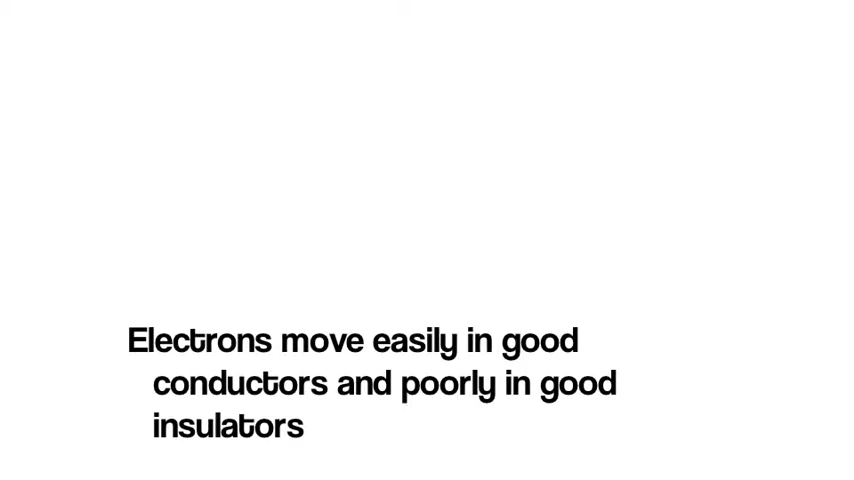 Electrons move easily in good
conductors and poorly in good
insulators